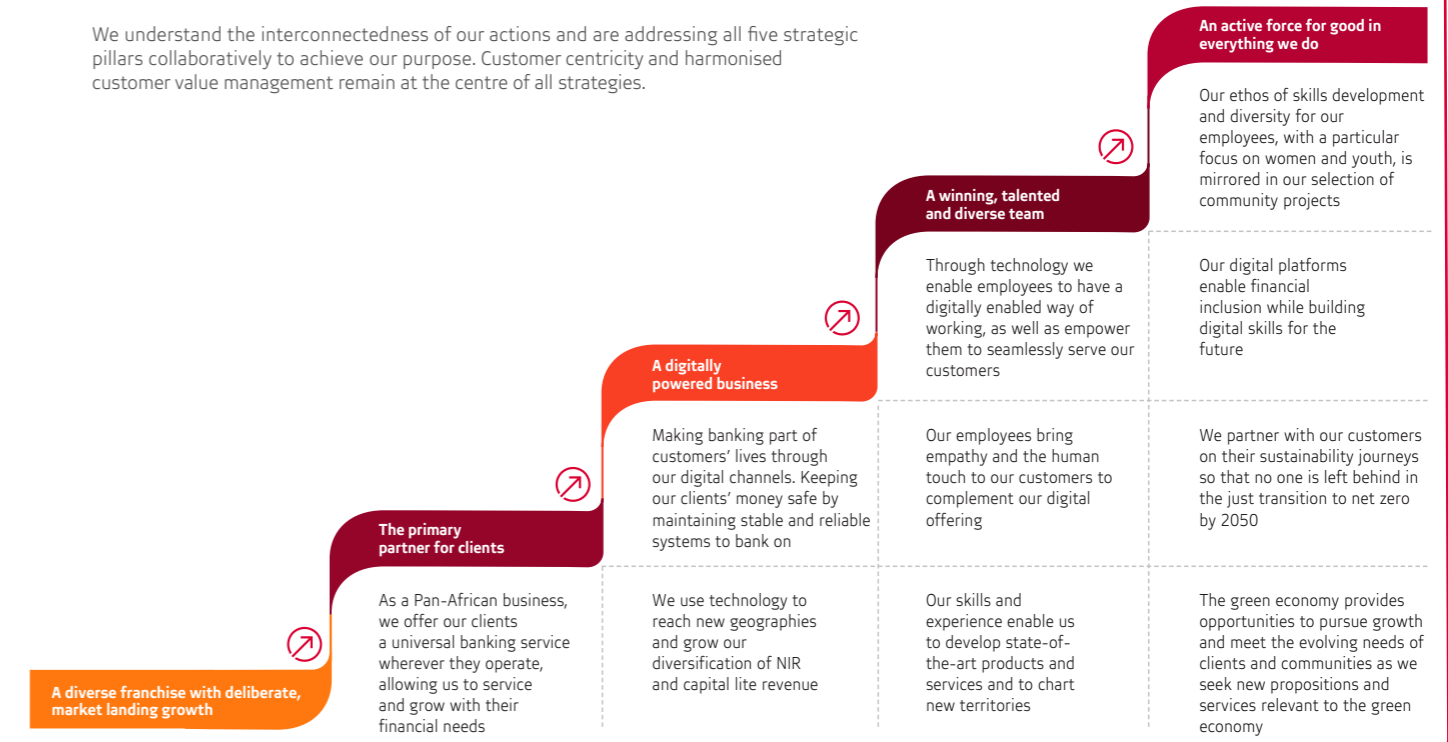 We understand the interconnectedness of our actions and are addressing all five strategic
pillars collaboratively to achieve our purpose. Customer centricity and harmonised
customer value management remain at the centre of all strategies.
An active force for good in
everything we do
Our ethos of skills development
and diversity for our
employees, with a particular
focus on women and youth, is
mirrored in our selection of
community projects
A winning, talented
and diverse team
Through technology we
enable employees to have a
digitally enabled way of
working, as well as empower
them to seamlessly serve our
customers
Our digital platforms
enable financial
inclusion while building
digital skills for the
future
A digitally
powered business
Making banking part of
customers' lives through
our digital channels. Keeping
our clients' money safe by
maintaining stable and reliable
systems to bank on
Our employees bring
empathy and the human
touch to our customers to
complement our digital
offering
We partner with our customers
on their sustainability journeys
so that no one is left behind in
the just transition to net zero
by 2050
The primary
partner for clients
As a Pan-African business,
we offer our clients
a universal banking service
wherever they operate,
allowing us to service
and grow with their
financial needs
We use technology to
reach new geographies
and grow our
diversification of NIR
and capital lite revenue
Our skills and
experience enable us
to develop state-of-
the-art products and
services and to chart
new territories
The green economy provides
opportunities to pursue growth
and meet the evolving needs of
clients and communities as we
seek new propositions and
services relevant to the green
economy
A diverse franchise with deliberate,
market landing growth